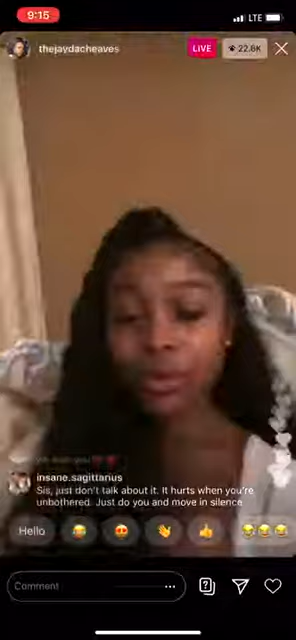 9:15
LTE
thejaydacheaves
LIVE
22.6K
insane.sagittarius
Sis, just don't talk about it. It hurts when you're
unbothered. Just do you and move in silence
Hello
Comment